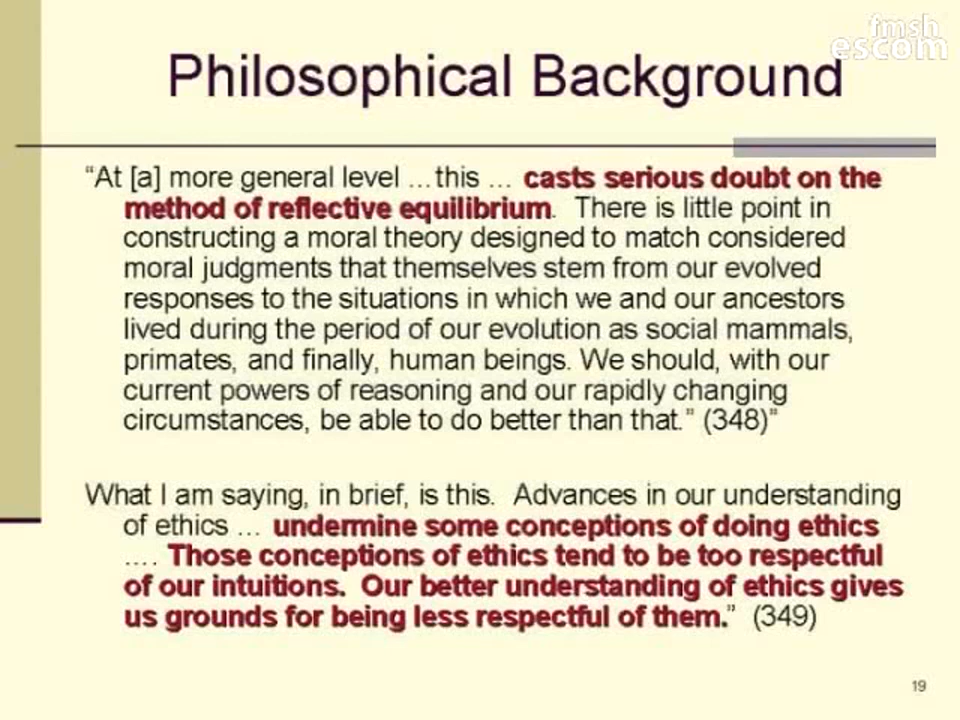 fmsh
escom
Philosophical Background
“At [a] more general level …this … casts serious doubt on the
method of reflective equilibrium. There is little point in
constructing a moral theory designed to match considered
moral judgments that themselves stem from our evolved
responses to the situations in which we and our ancestors
lived during the period of our evolution as social mammals,
primates, and finally, human beings. We should, with our
current powers of reasoning and our rapidly changing
circumstances, be able to do better than that.” (348)”
What I am saying, in brief, is this. Advances in our understanding
of ethics … undermine some conceptions of doing ethics
…. Those conceptions of ethics tend to be too respectful
of our intuitions. Our better understanding of ethics gives
us grounds for being less respectful of them.” (349)
19